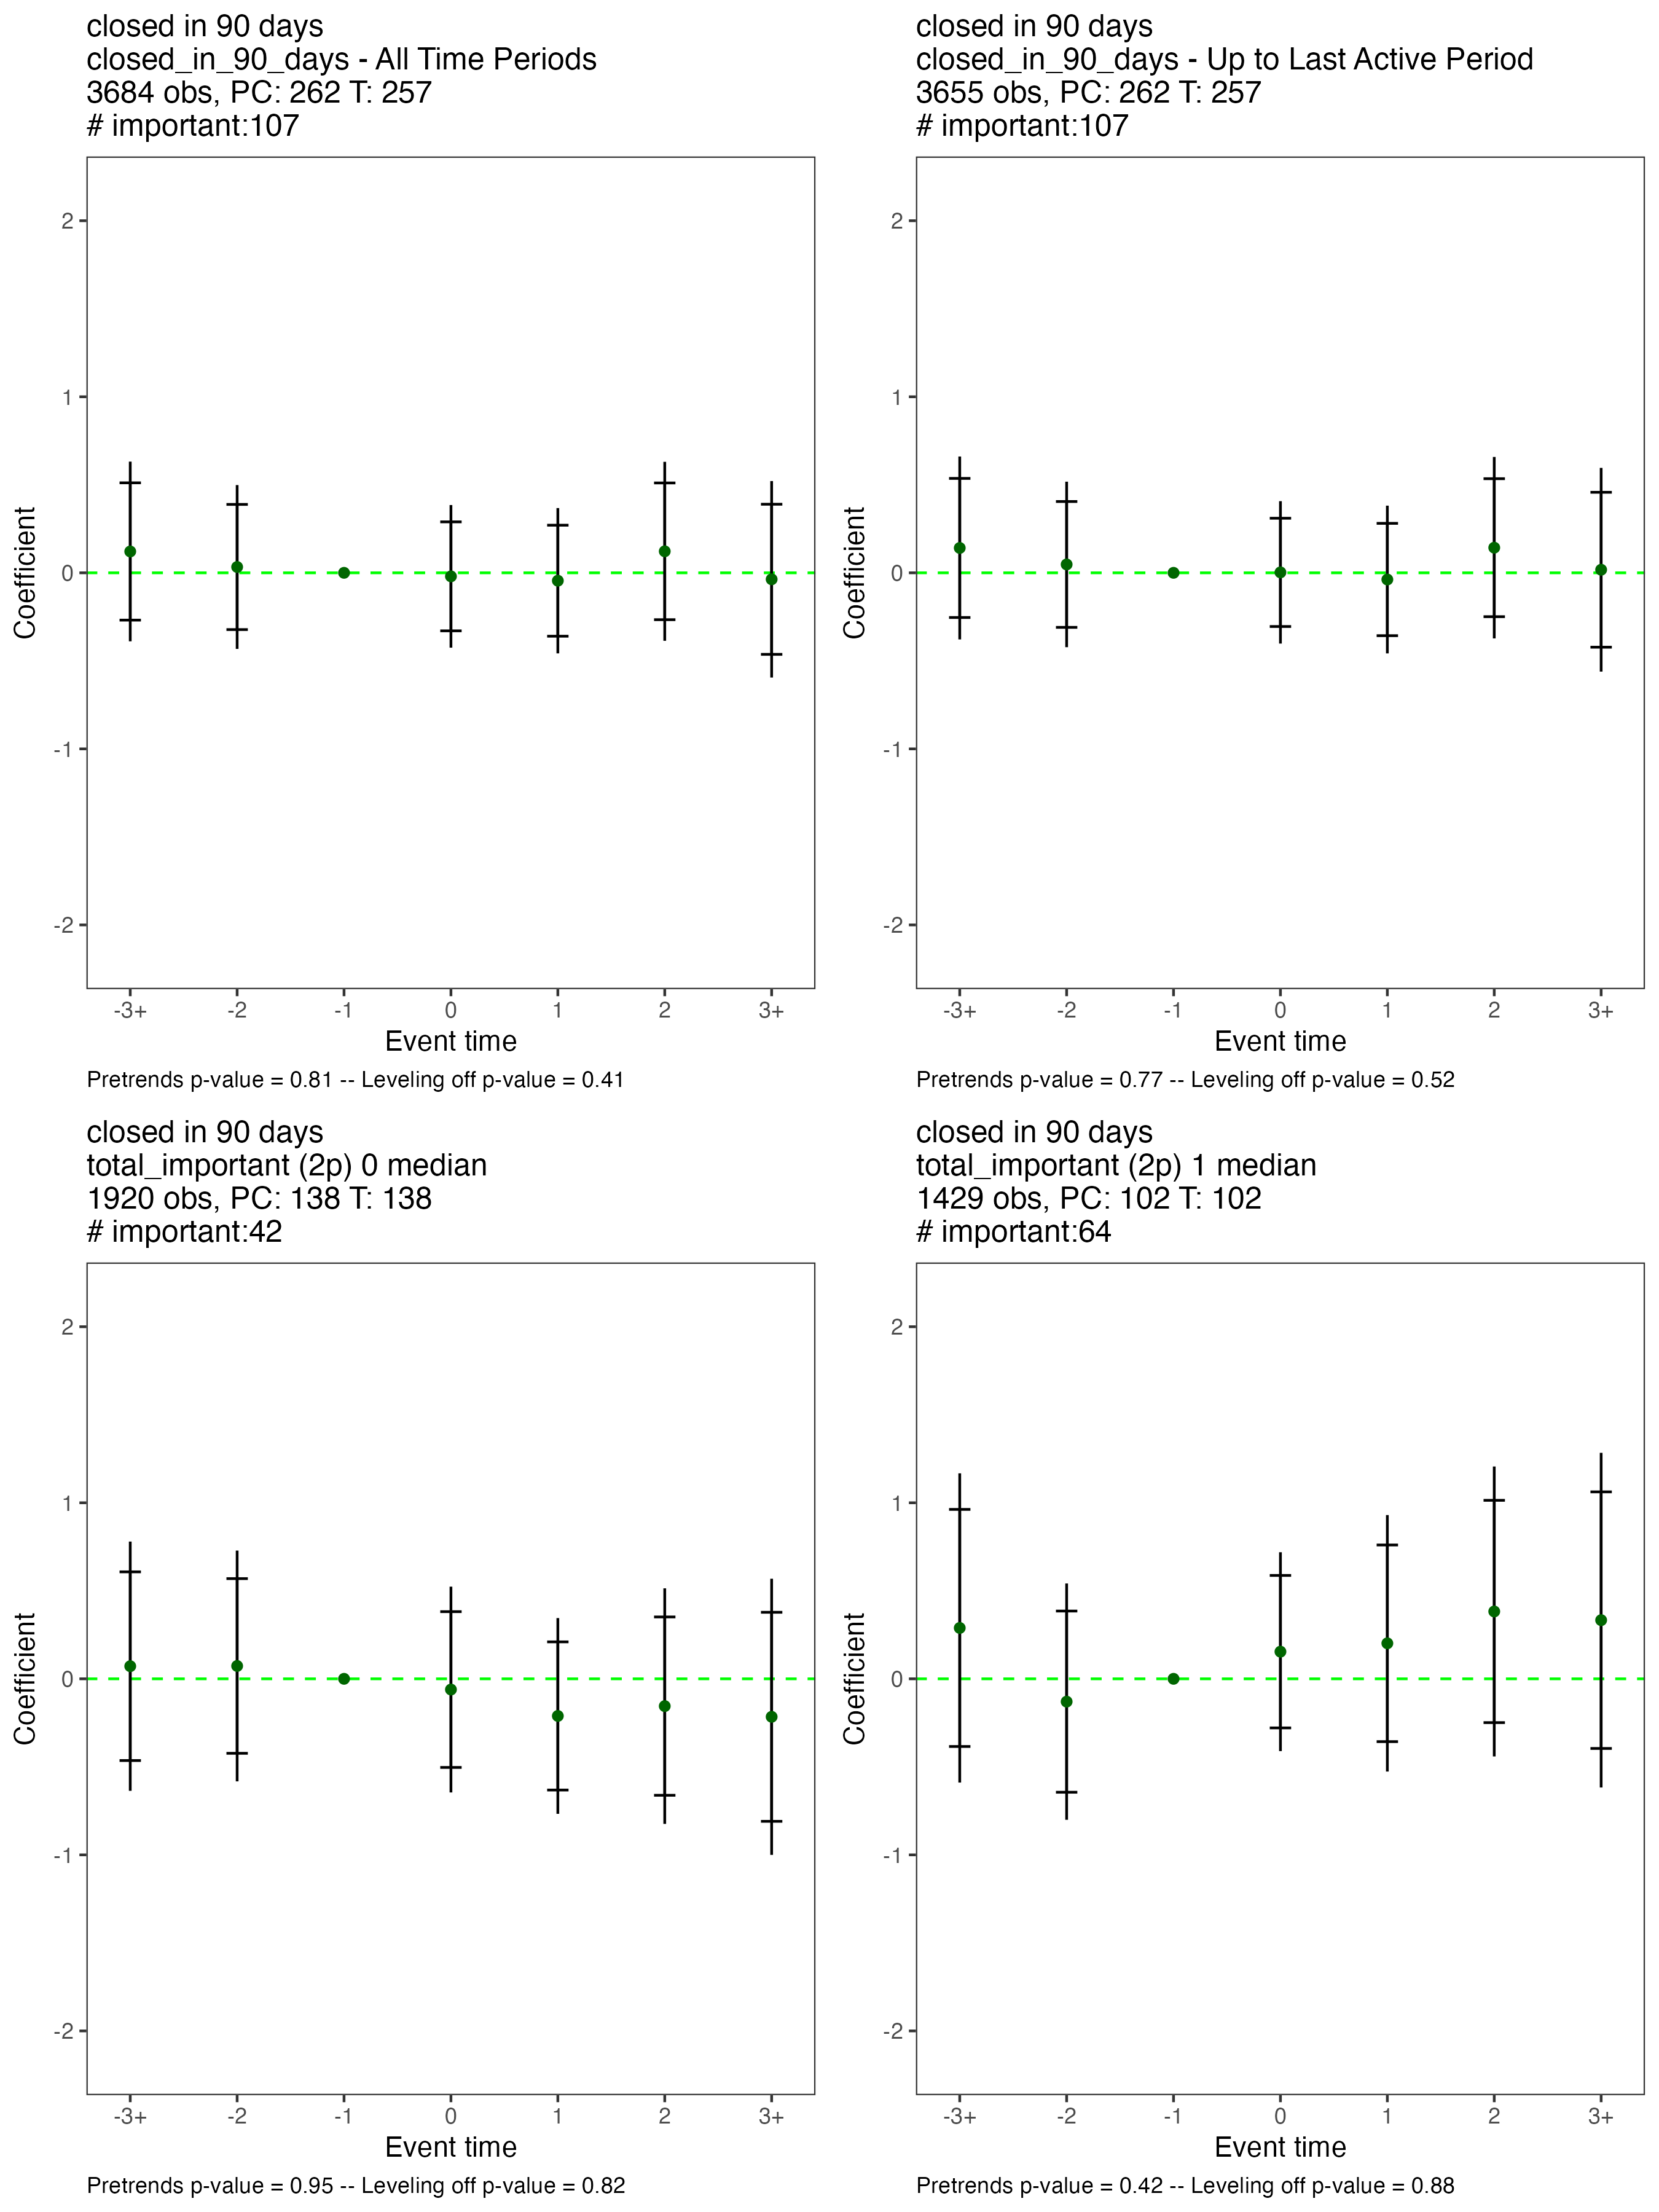 closed in 90 days
closed_in_90_days - All Time Periods
3684 obs, PC: 262 T: 257
# important:107
2
1
0
-1
-2
Coefficient
-3+ -2 -1 0 1 2 3+
Event time
Pretrends p-value = 0.81 -- Leveling off p-value = 0.41
closed in 90 days
closed_in_90_days - Up to Last Active Period
3655 obs, PC: 262 T: 257
# important:107
2
1
0
-1
-2
Coefficient
-3+ -2 -1 0 1 2 3+
Event time
Pretrends p-value = 0.77 -- Leveling off p-value = 0.52
closed in 90 days
total_important (2p) 0 median
1920 obs, PC: 138 T: 138
# important:42
2
1
0
-1
-2
Coefficient
-3+ -2 -1 0 1 2 3+
Event time
Pretrends p-value = 0.95 -- Leveling off p-value = 0.82
closed in 90 days
total_important (2p) 1 median
1429 obs, PC: 102 T: 102
# important:64
2
1
0
-1
-2
Coefficient
-3+ -2 -1 0 1 2 3+
Event time
Pretrends p-value = 0.42 -- Leveling off p-value = 0.88